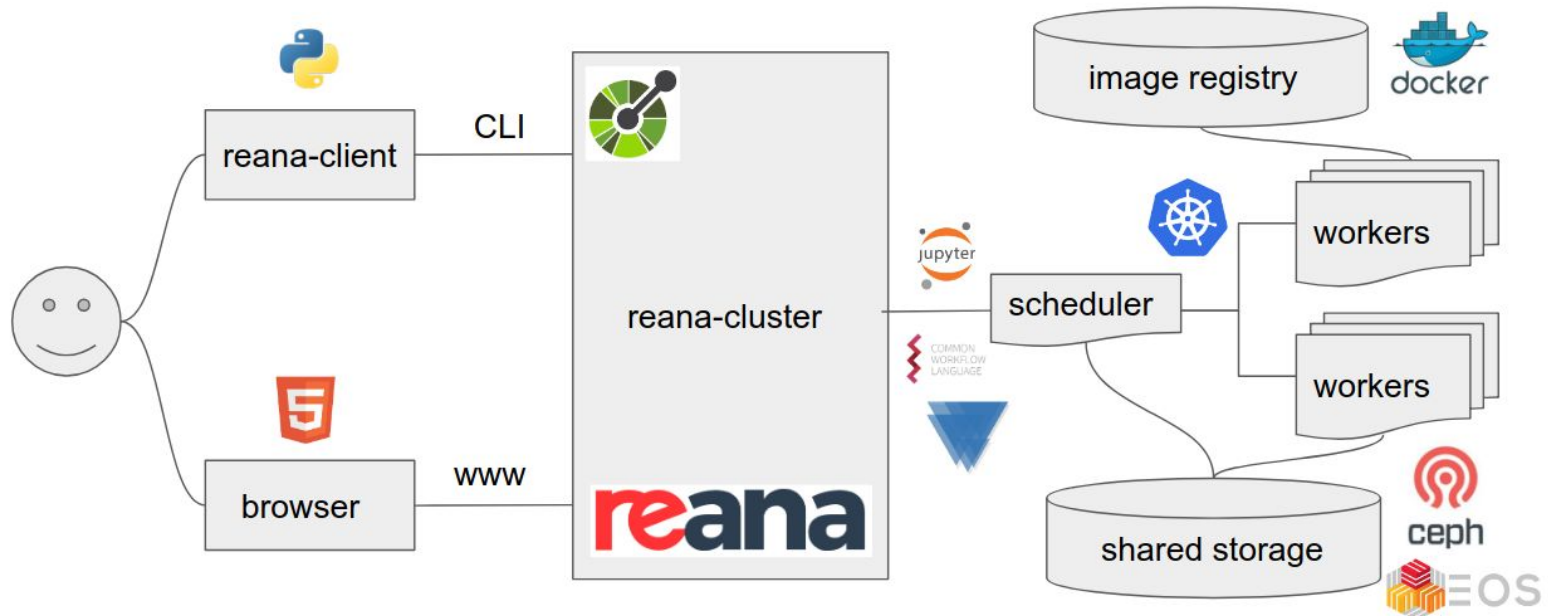 reana-client
CLI
browser
www
reana-cluster
reana
jupyter
COMMON
WORKFLOW
LANGUAGE
scheduler
image registry
docker
workers
workers
shared storage
ceph
EOS